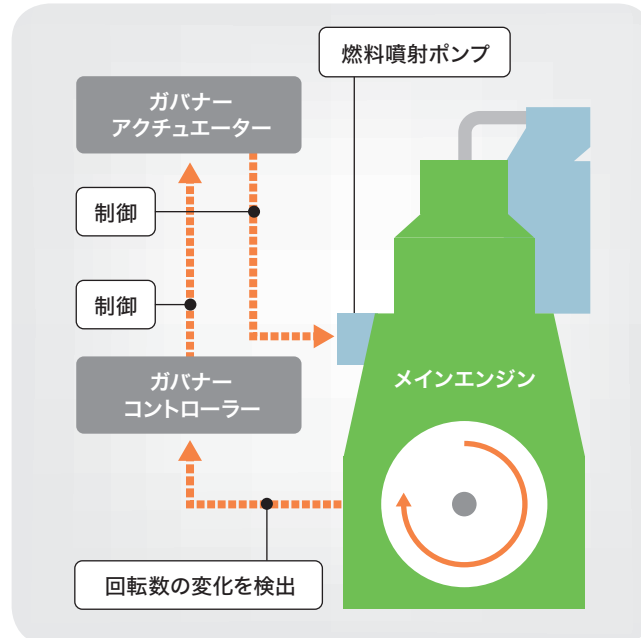 燃料噴射ポンプ
ガバナー
アクチュエーター
制御
制御
ガバナー
コントローラー
メインエンジン
回転数の変化を検出